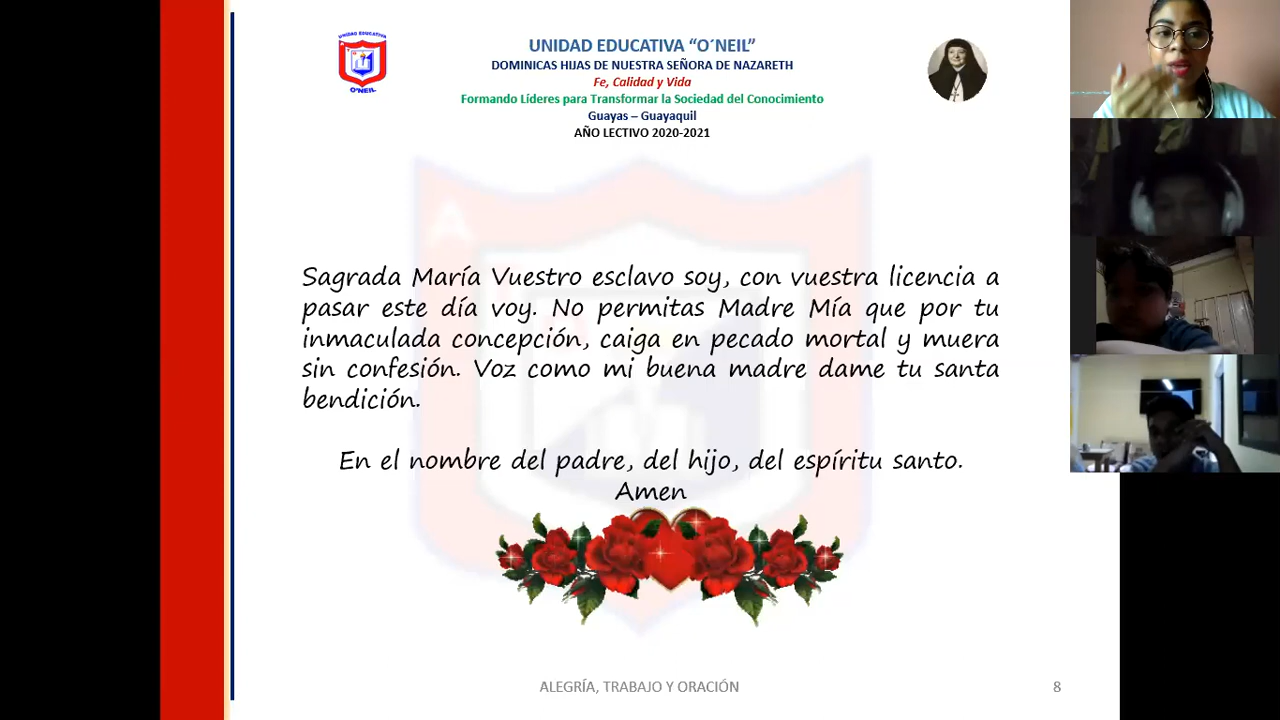 UNIDAD EDUCATIVA
O'NEIL
UNIDAD EDUCATIVA “O´NEIL”
DOMINICAS HIJAS DE NUESTRA SEÑORA DE NAZARETH
Fe, Calidad y Vida
Formando Líderes para Transformar la Sociedad del Conocimiento
Guayas – Guayaquil
AÑO LECTIVO 2020-2021
Sagrada María Vuestro esclavo soy, con vuestra licencia a
pasar este día voy. No permitas Madre Mía que por tu
inmaculada concepción, caiga en pecado mortal y muera
sin confesión. Voz como mi buena madre dame tu santa
bendición.
En el nombre del padre, del hijo, del espíritu santo.
Amen
ALEGRÍA, TRABAJO Y ORACIÓN
8